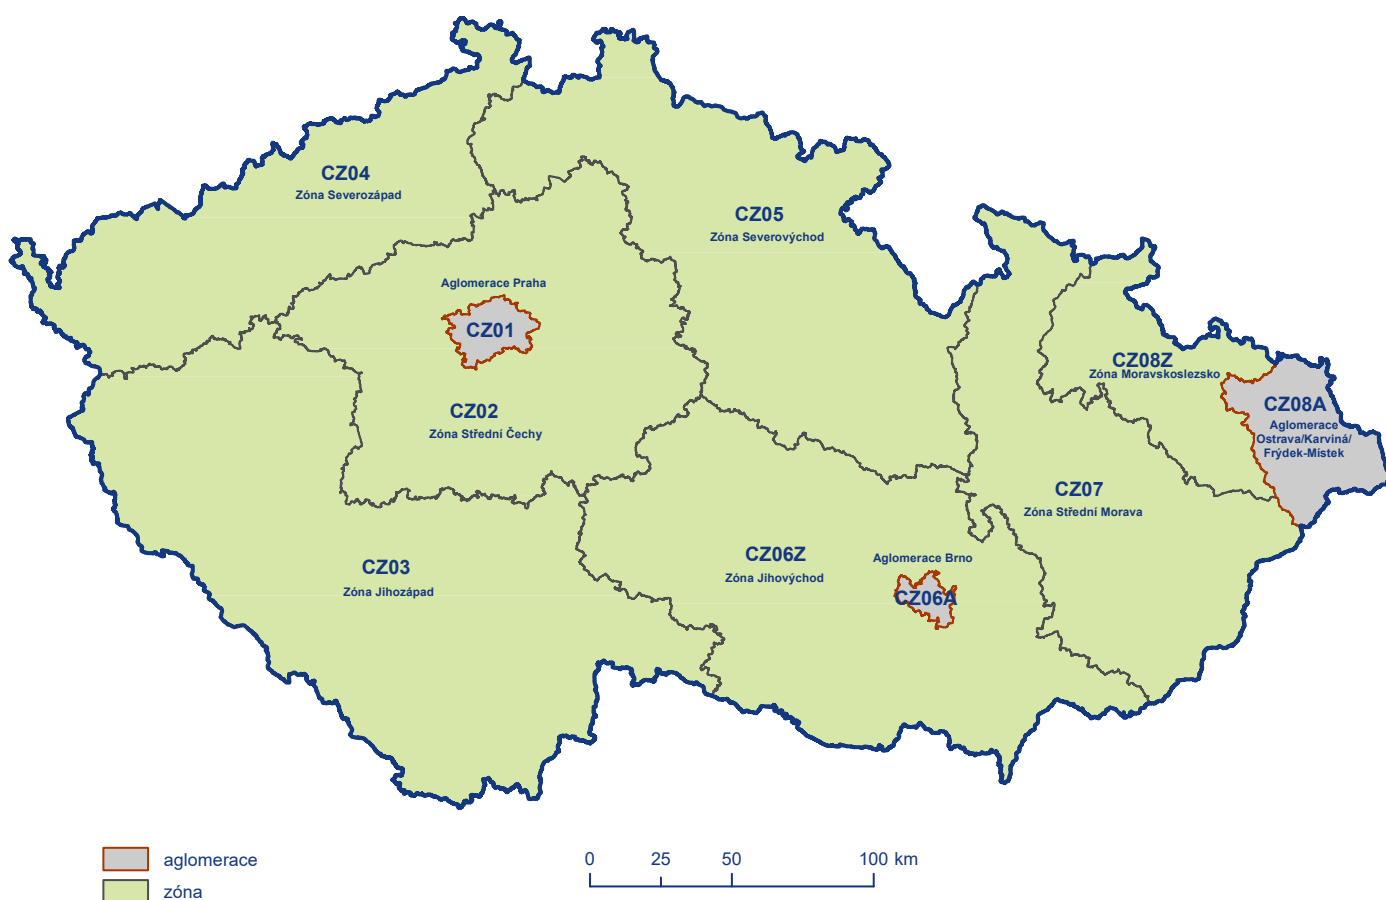 CZ04
Zóna Severozápad
CZ05
Zóna Severovýchod
Aglomerace Praha
CZ01
CZ02
Zóna Střední Čechy
CZ08Z
Zóna Moravskoslezsko
CZ08A
Aglomerace
Ostrava/Karviná/
Frýdek-Místek
CZ07
Zóna Střední Morava
CZ03
Zóna Jihozápad
CZ06Z
Zóna Jihovýchod
Aglomerace Brno
CZ06A
aglomerace
zóna
0 25 50 100 km